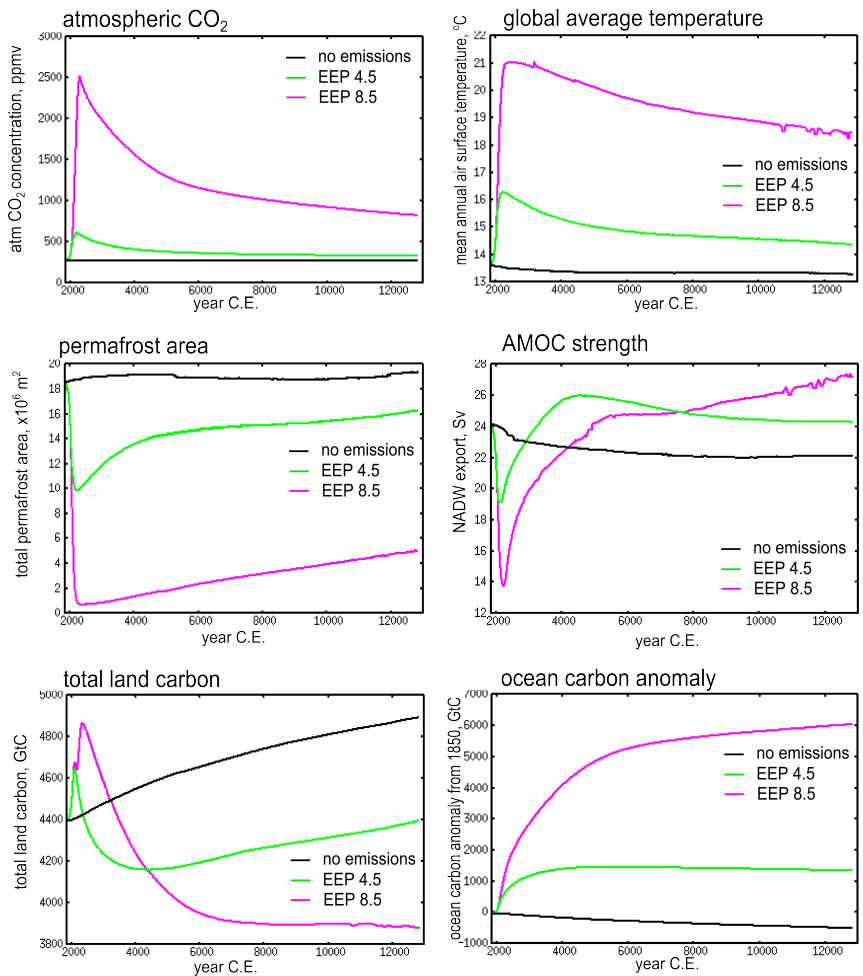 atmospheric CO₂
atm CO₂ concentration, ppmv
3000
2500
2000
1500
1000
500
0
no emissions
EEP 4.5
EEP 8.5
2000 4000 6000 8000 10000 12000
year C.E.
global average temperature
mean annual air surface temperature, °C
22
21
20
19
18
17
16
15
14
13
no emissions
EEP 4.5
EEP 8.5
2000 4000 6000 8000 10000 12000
year C.E.
permafrost area
total permafrost area, x10⁶ m²
20
18
16
14
12
10
8
6
4
2
0
no emissions
EEP 4.5
EEP 8.5
2000 4000 6000 8000 10000 12000
year C.E.
AMOC strength
NADW export, Sv
28
26
24
22
20
18
16
14
12
no emissions
EEP 4.5
EEP 8.5
2000 4000 6000 8000 10000 12000
year C.E.
total land carbon
total land carbon, GtC
5000
4800
4600
4400
4200
4000
3800
no emissions
EEP 4.5
EEP 8.5
2000 4000 6000 8000 10000 12000
year C.E.
ocean carbon anomaly
ocean carbon anomaly from 1850, GtC
7000
6000
5000
4000
3000
2000
1000
0
-1000
no emissions
EEP 4.5
EEP 8.5
2000 4000 6000 8000 10000 12000
year C.E.